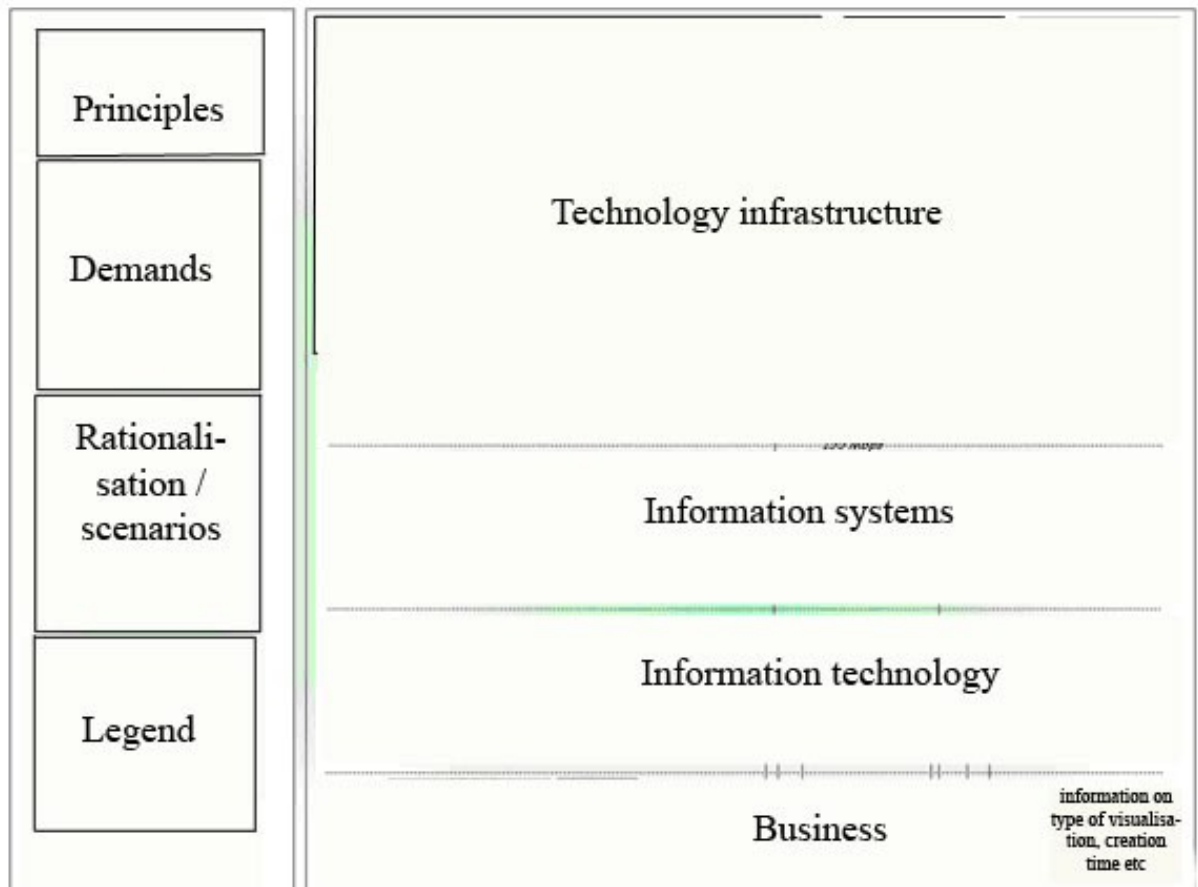 Principles
Demands
Rationali-
sation /
scenarios
Legend
Technology infrastructure
Information systems
Information technology
Business
information on
type of visualisa-
tion, creation
time etc